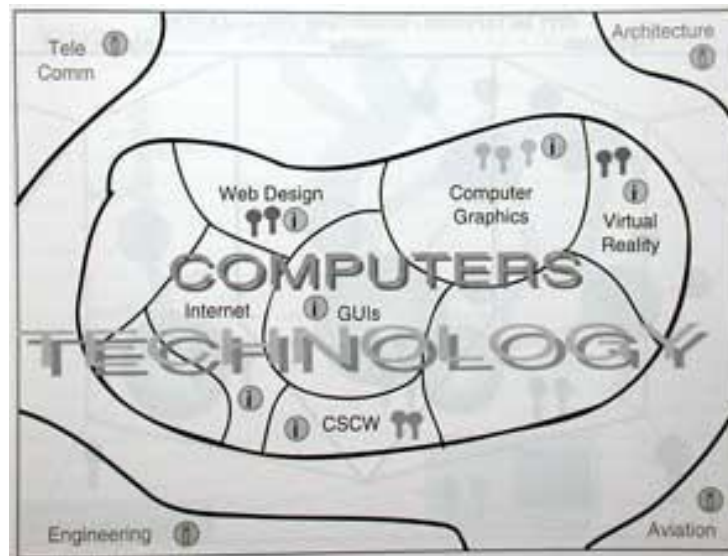 Tele
Comm
Architecture
Web Design
Computer
Graphics
Virtual
Reality
COMPUTERS
Internet
GUIs
TECHNOLOGY
CSCW
Engineering
Aviation